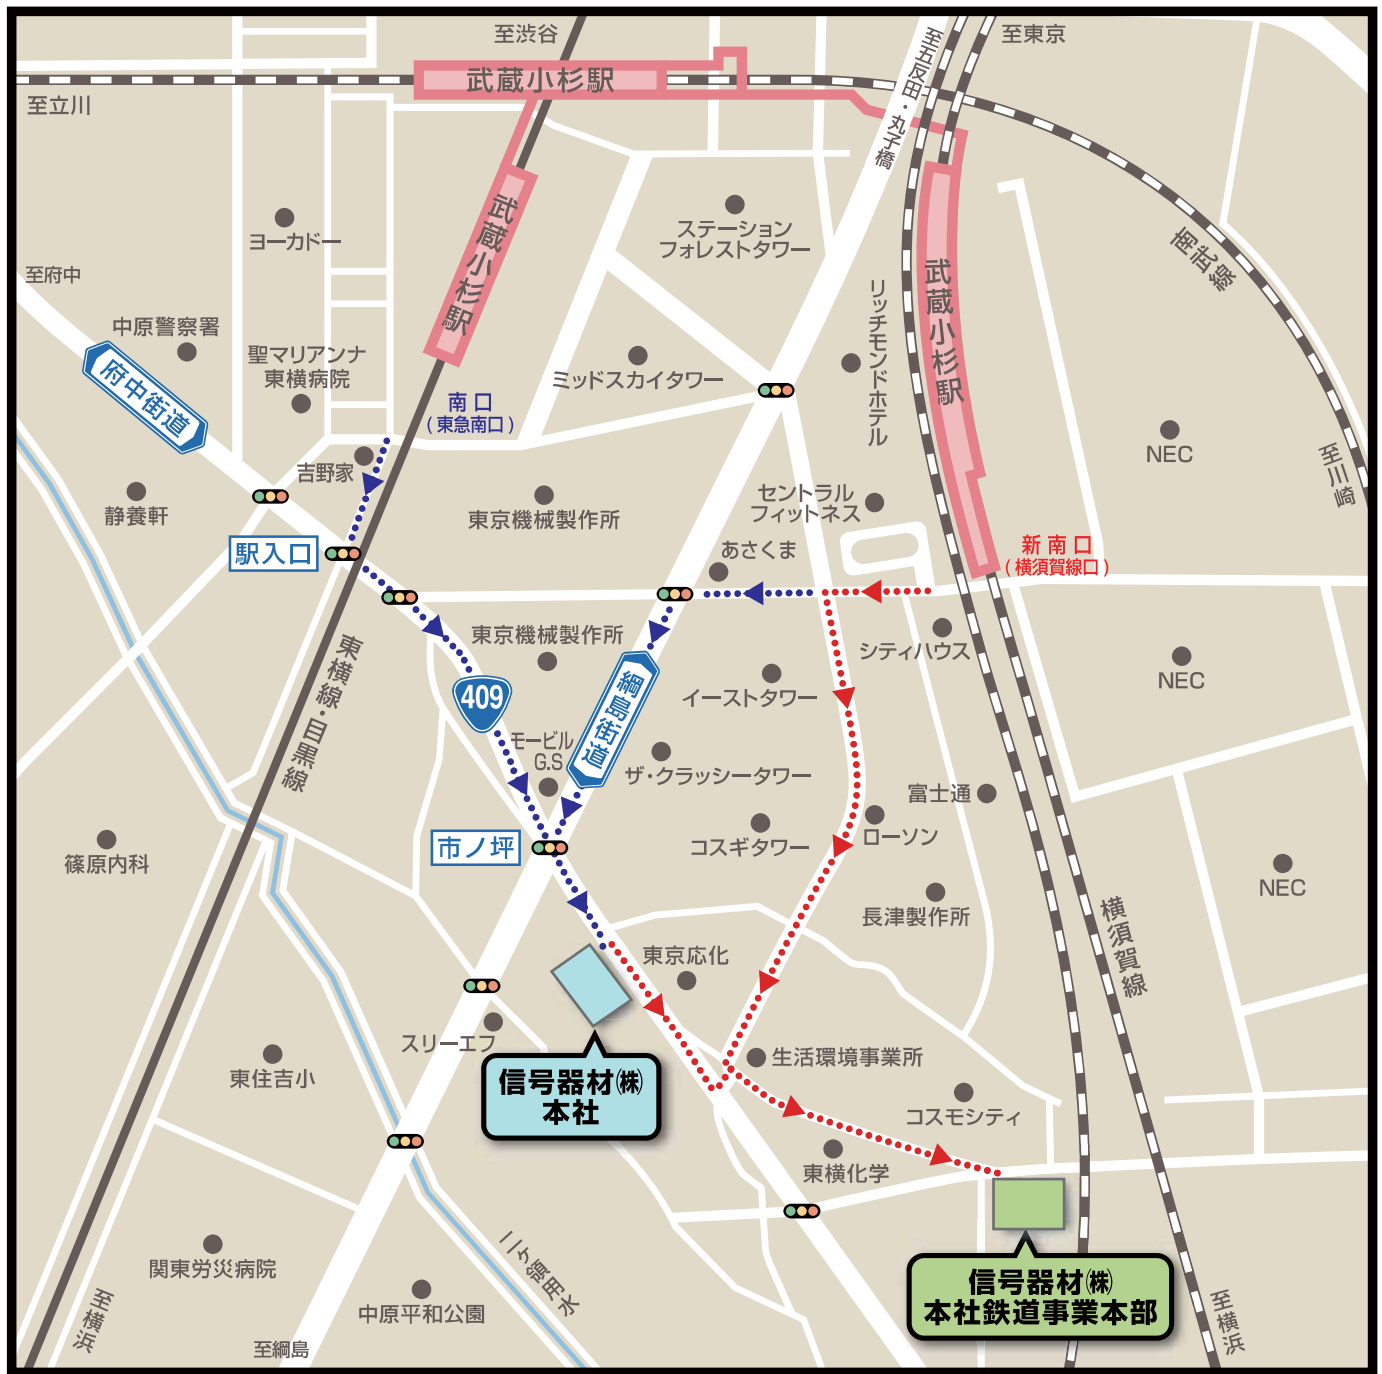 至渋谷
至五反田・丸子橋
至東京
武蔵小杉駅
至立川
武蔵小杉駅
ヨーカドー
ステーション
フォレストタワー
南武線
至府中
武蔵小杉駅
リッチモンドホテル
中原警察署
府中街道
聖マリアンナ
東横病院
ミッドスカイタワー
南口
(東急南口)
NEC
至川崎
吉野家
静養軒
東京機械製作所
セントラル
フィットネス
駅入口
あさくま
新南口
(横須賀線口)
東京機械製作所
シティハウス
東横線・目黒線
409
綱島街道
イーストタワー
NEC
モービル
G.S
ザ・クラッシータワー
富士通
市ノ坪
コスギタワー
ローソン
篠原内科
NEC
長津製作所
横須賀線
東京応化
スリーエフ
生活環境事業所
東住吉小
信号器材㈱
本社
コスモシティ
東横化学
関東労災病院
二ヶ領用水
中原平和公園
信号器材㈱
本社鉄道事業本部
至横浜
至綱島
至横浜